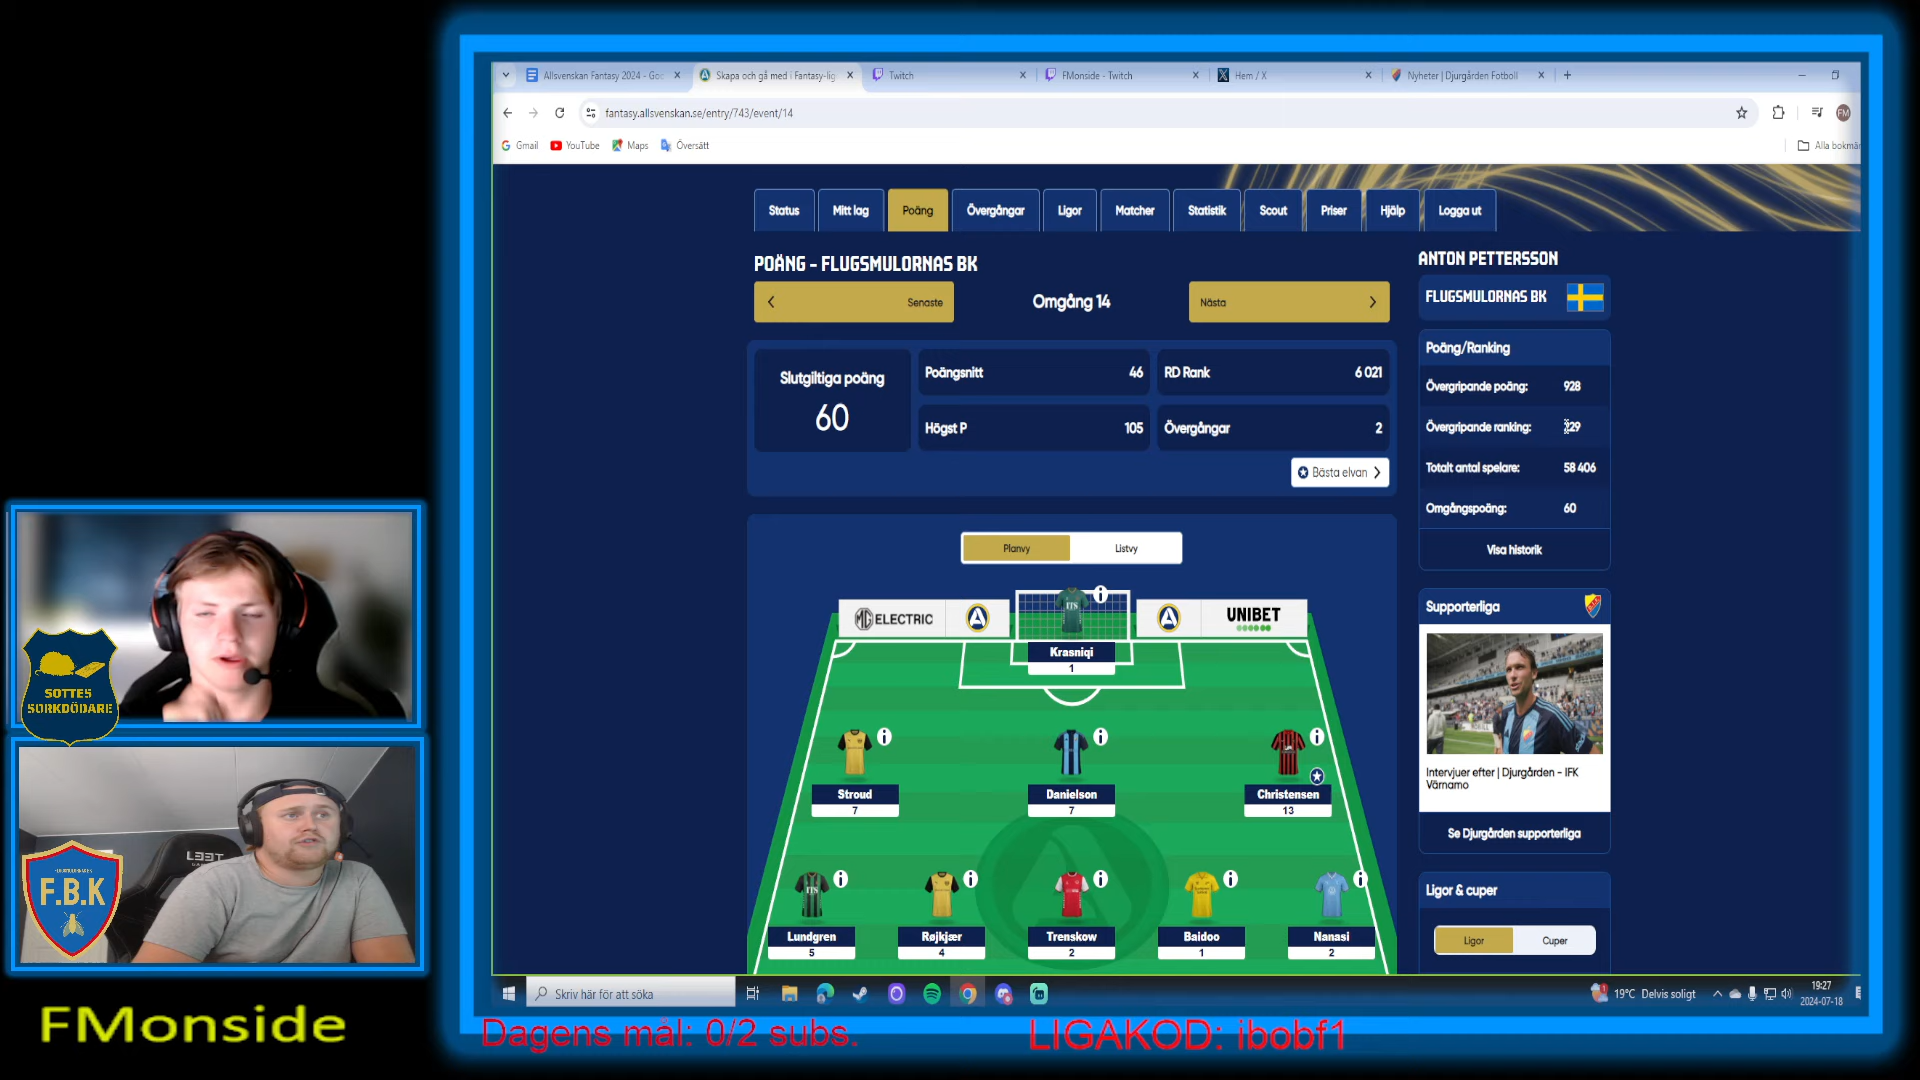 Allsvenskan Fantasy 2024 - Goo
Skapa och gå med i Fantasy-lig
Twitch
FMonside - Twitch
Hem / X
Nyheter | Djurgården Fotboll
fantasy.allsvenskan.se/entry/743/event/14
FM
Gmail
YouTube
Maps
Översätt
Alla bokmär
Status
Mitt lag
Poäng
Övergångar
Ligor
Matcher
Statistik
Scout
Priser
Hjälp
Logga ut
POÄNG - FLUGSMULORNAS BK
Senaste
Omgång 14
Nästa
Slutgiltiga poäng
60
Poängsnitt 46
RD Rank 6 021
Högst P 105
Övergångar 2
Bästa elvan
Planvy
Listvy
MG ELECTRIC
UNIBET
ITS
Krasniqi
1
Stroud
7
Danielson
7
Christensen
13
ITS
Lundgren
5
Røjkjær
4
Trenskow
2
Baidoo
1
Nanasi
2
ANTON PETTERSSON
FLUGSMULORNAS BK
Poäng/Ranking
Övergripande poäng: 928
Övergripande ranking:
Totalt antal spelare: 58 406
Omgångspoäng: 60
Visa historik
Supporterliga
Intervjuer efter | Djurgården - IFK
Värnamo
Se Djurgården supporterliga
Ligor & cuper
Ligor
Cuper
SOTTES
SORKDÖDARE
F.B.K
FMonside
Skriv här för att söka
19°C Delvis soligt
19:27
2024-07-18
Dagens mål: 0/2 subs.
LIGAKOD: ibobf1